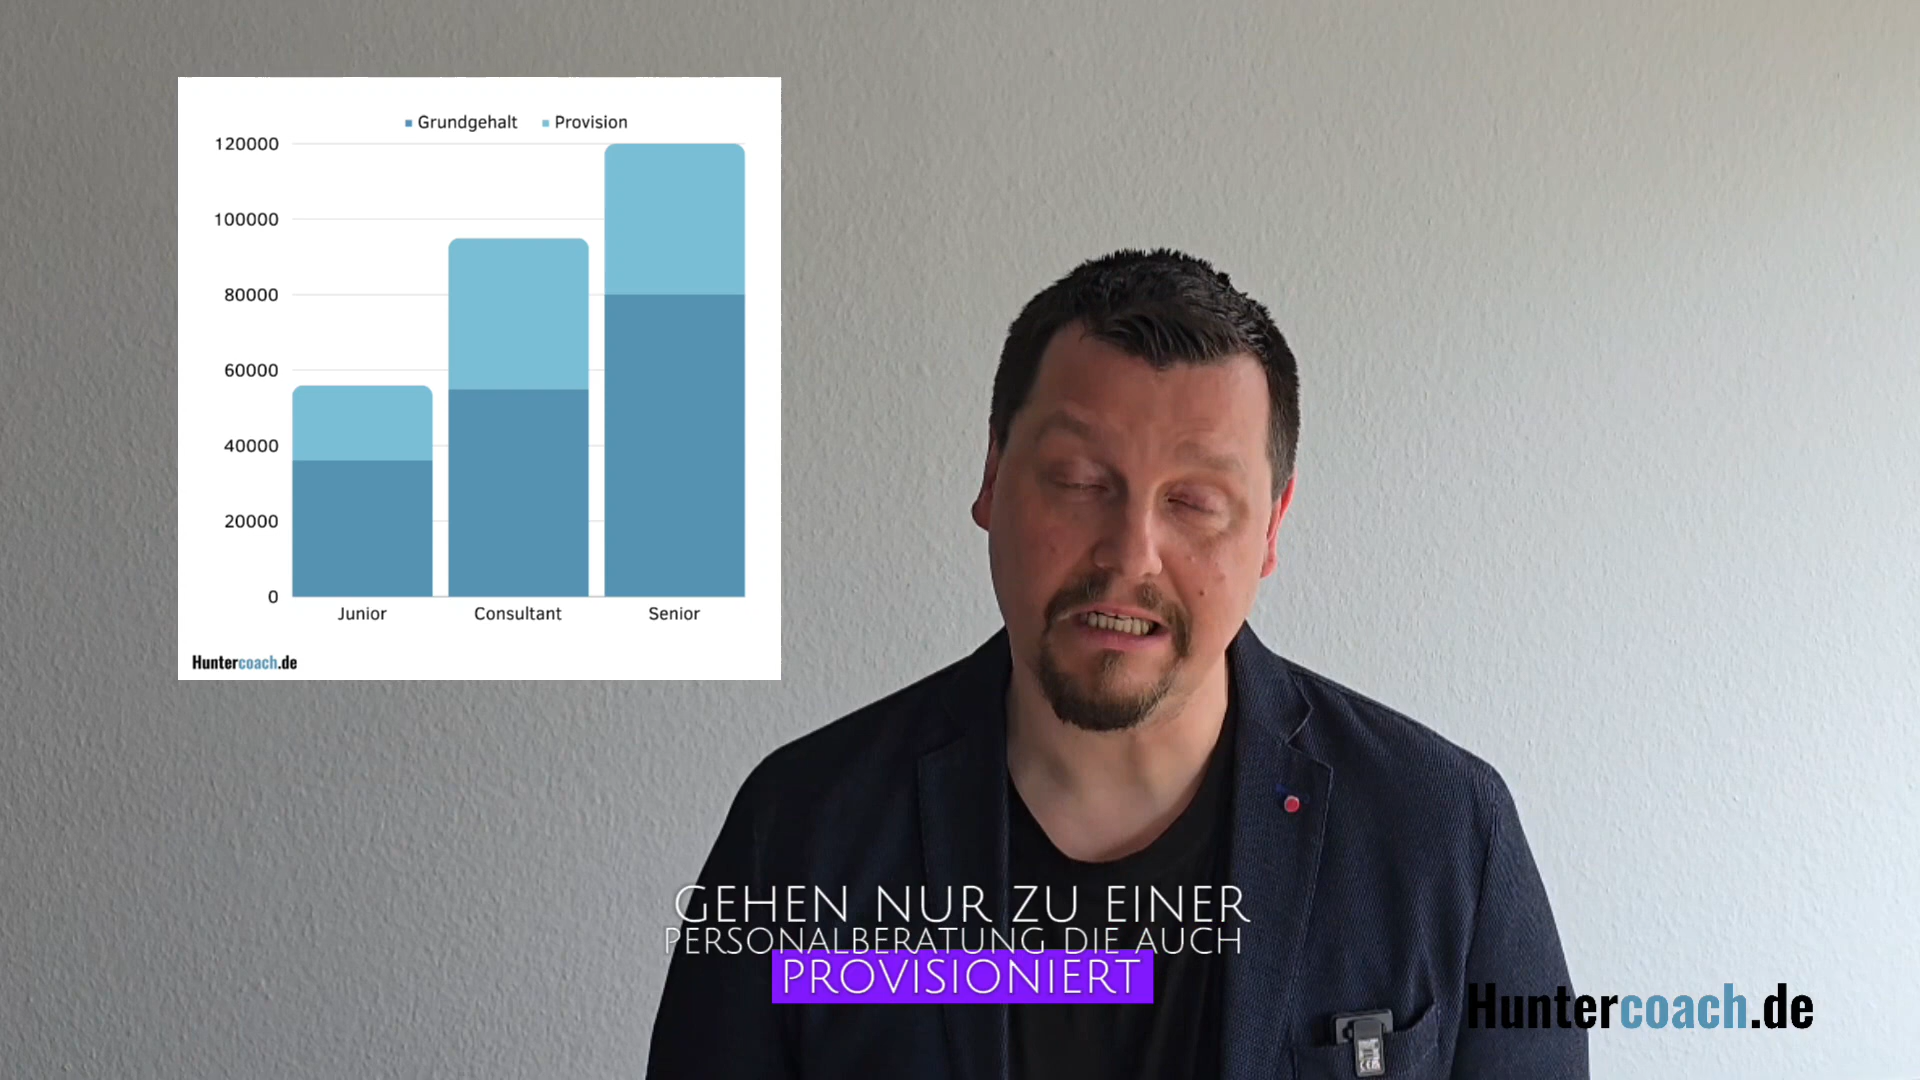 Grundgehalt Provision
120000
100000
80000
60000
40000
20000
0
Junior Consultant Senior
Huntercoach.de
GEHEN NUR ZU EINER
PERSONALBERATUNG DIE AUCH
PROVISIONIERT
Huntercoach.de